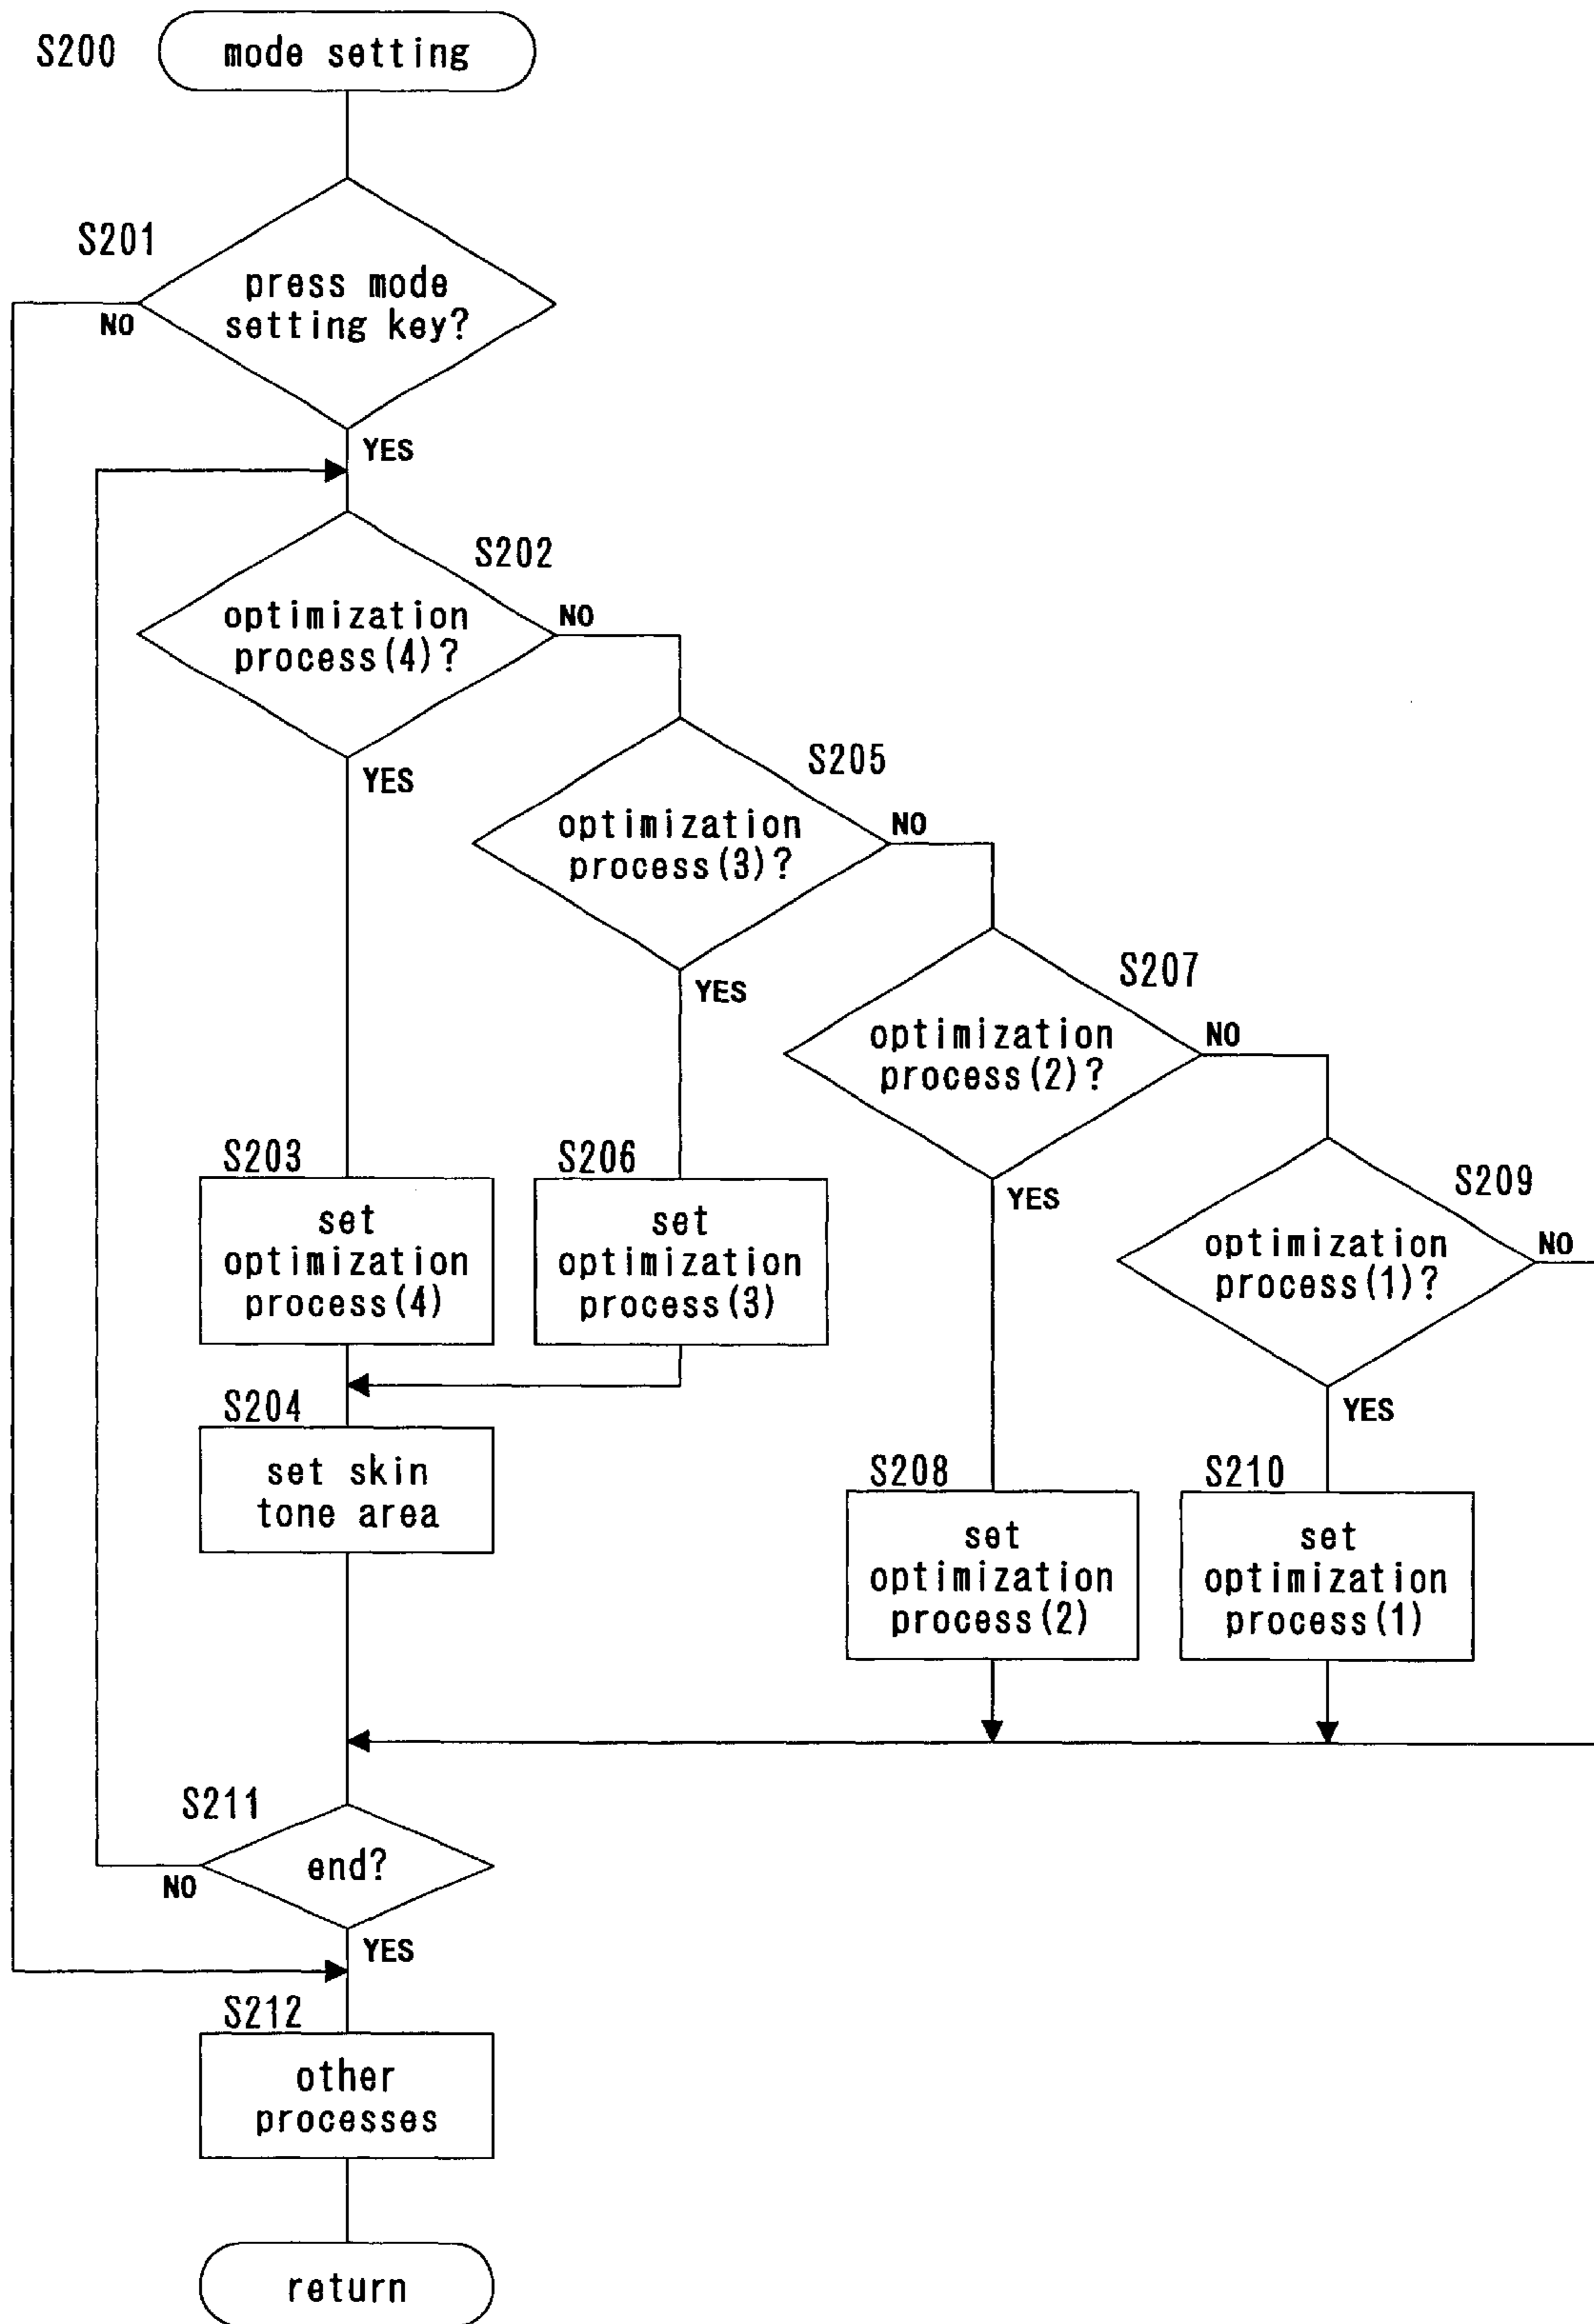 S200
mode setting
S201
press mode
setting key?
NO
YES
S202
optimization
process(4)?
NO
YES
S205
optimization
process(3)?
NO
YES
S207
optimization
process(2)?
NO
YES
S203
set
optimization
process(4)
S206
set
optimization
process(3)
S209
optimization
process(1)?
NO
YES
S204
set skin
tone area
S208
set
optimization
process(2)
S210
set
optimization
process(1)
S211
end?
NO
YES
S212
other
processes
return